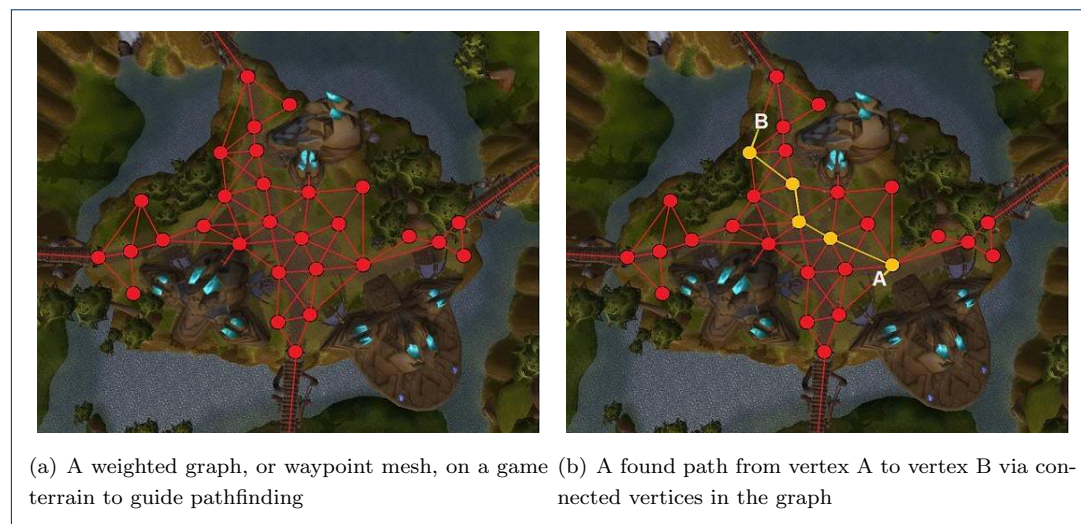 B
A
(a) A weighted graph, or waypoint mesh, on a game
terrain to guide pathfinding
(b) A found path from vertex A to vertex B via con-
nected vertices in the graph